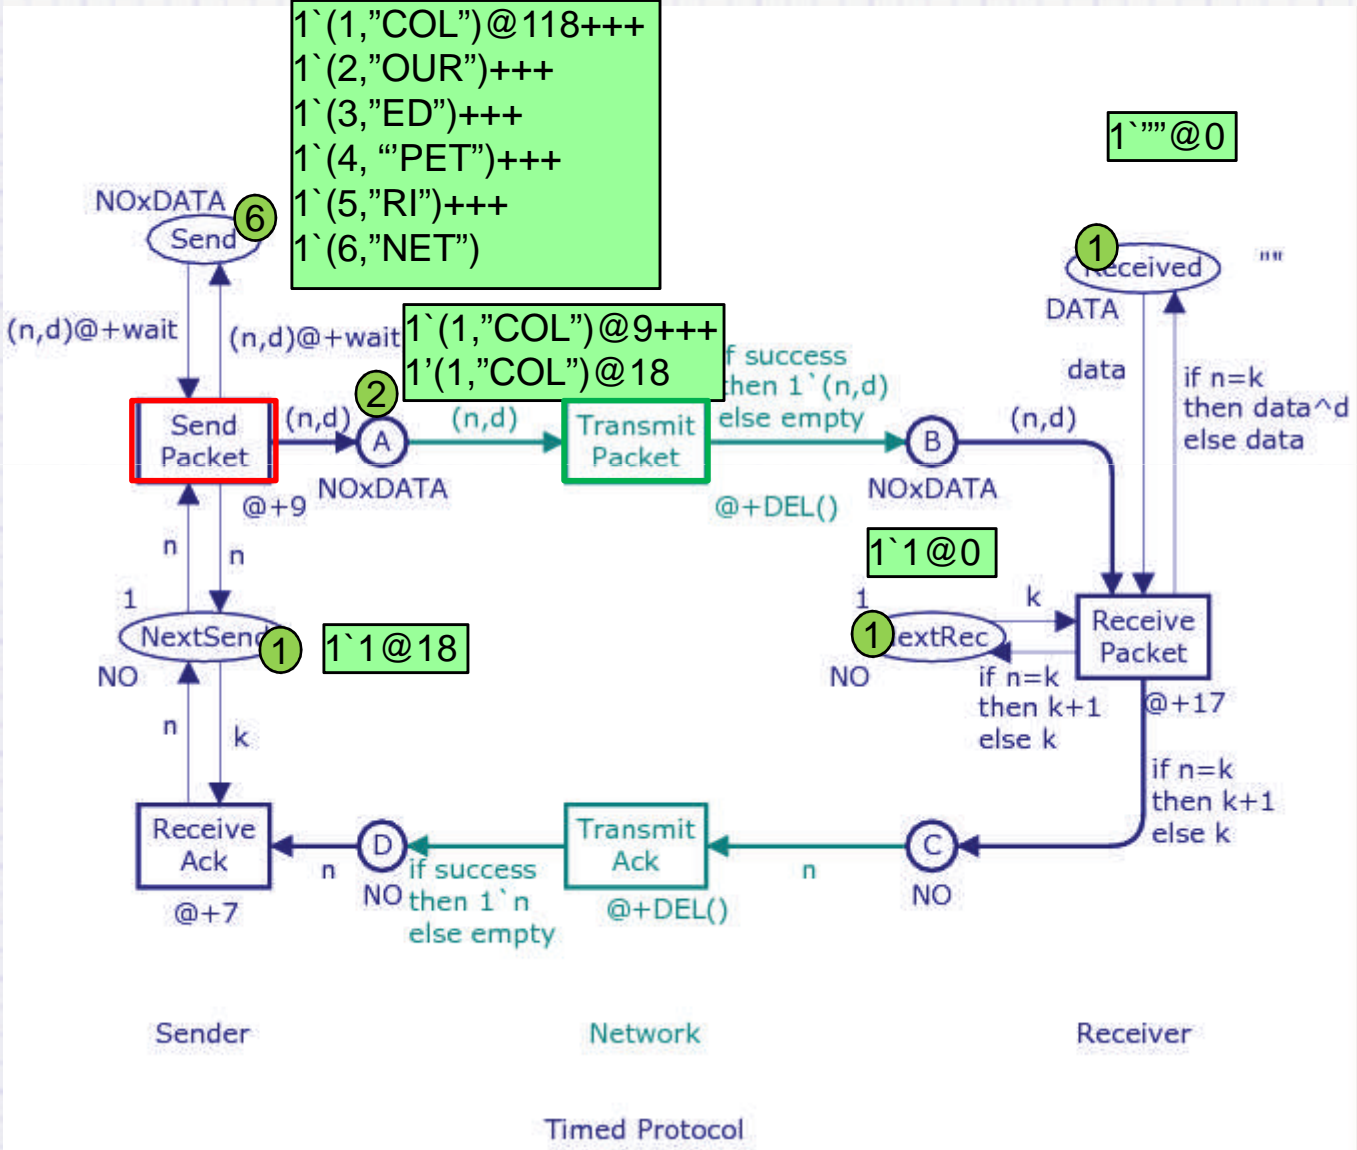 1`(1,”COL”)@118+++
1`(2,”OUR”)+++
1`(3,”ED”)+++
1`(4, “’PET”)+++
1`(5,”RI”)+++
1`(6,”NET”)
1`””@0
NOxDATA
6
Send
1
eceived
""
DATA
(n,d)@+wait
(n,d)@+wait
1`(1,”COL”)@9+++
1’(1,”COL”)@18
f success
then 1`(n,d)
else empty
data
if n=k
then data^d
else data
2
Send
Packet
(n,d)
A
(n,d)
Transmit
Packet
B
(n,d)
@+9
NOxDATA
@+DEL()
NOxDATA
n
n
1`1@0
1
NextSend
1
1`1@18
NO
1
1
extRec
NO
k
Receive
Packet
if n=k
then k+1
else k
@+17
n
k
if n=k
then k+1
else k
Receive
Ack
@+7
n
D
NO
if success
then 1`n
else empty
Transmit
Ack
@+DEL()
n
C
NO
Sender
Network
Receiver
Timed Protocol